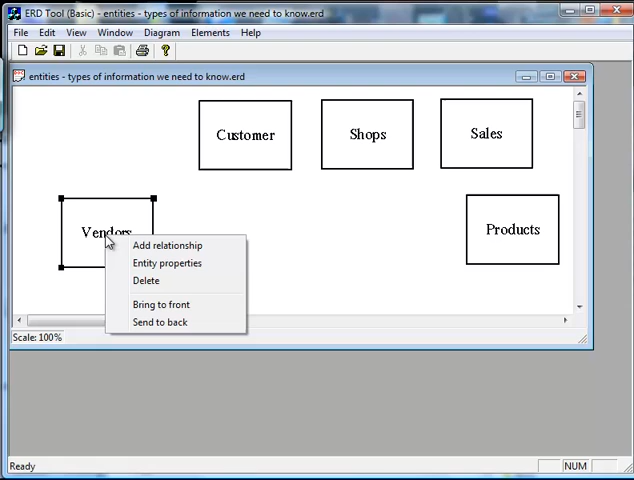 ERD Tool (Basic) - entities - types of information we need to know.erd
File Edit View Window Diagram Elements Help
entities - types of information we need to know.erd
Customer
Shops
Sales
Vendors
Products
Add relationship
Entity properties
Delete
Bring to front
Send to back
Scale: 100%
Ready
NUM